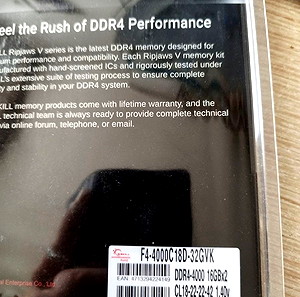 eel the Rush of DDR4 Performance
KILL Ripjaws V series is the latest DDR4 memory designed for
um performance and compatibility. Each Ripjaws V memory kit
ufactured with hand-screened ICs and rigorously tested under
L's extensive suite of testing process to ensure complete
ity and stability in your DDR4 system.
KILL memory products come with lifetime warranty, and the
L technical team is always ready to provide complete technical
via online forum, telephone, or email.
F4-4000C18D-32GVK
DDR4-4000 16GBx2
CL18-22-22-42 1.40v
al Enterprise Co., Ltd.